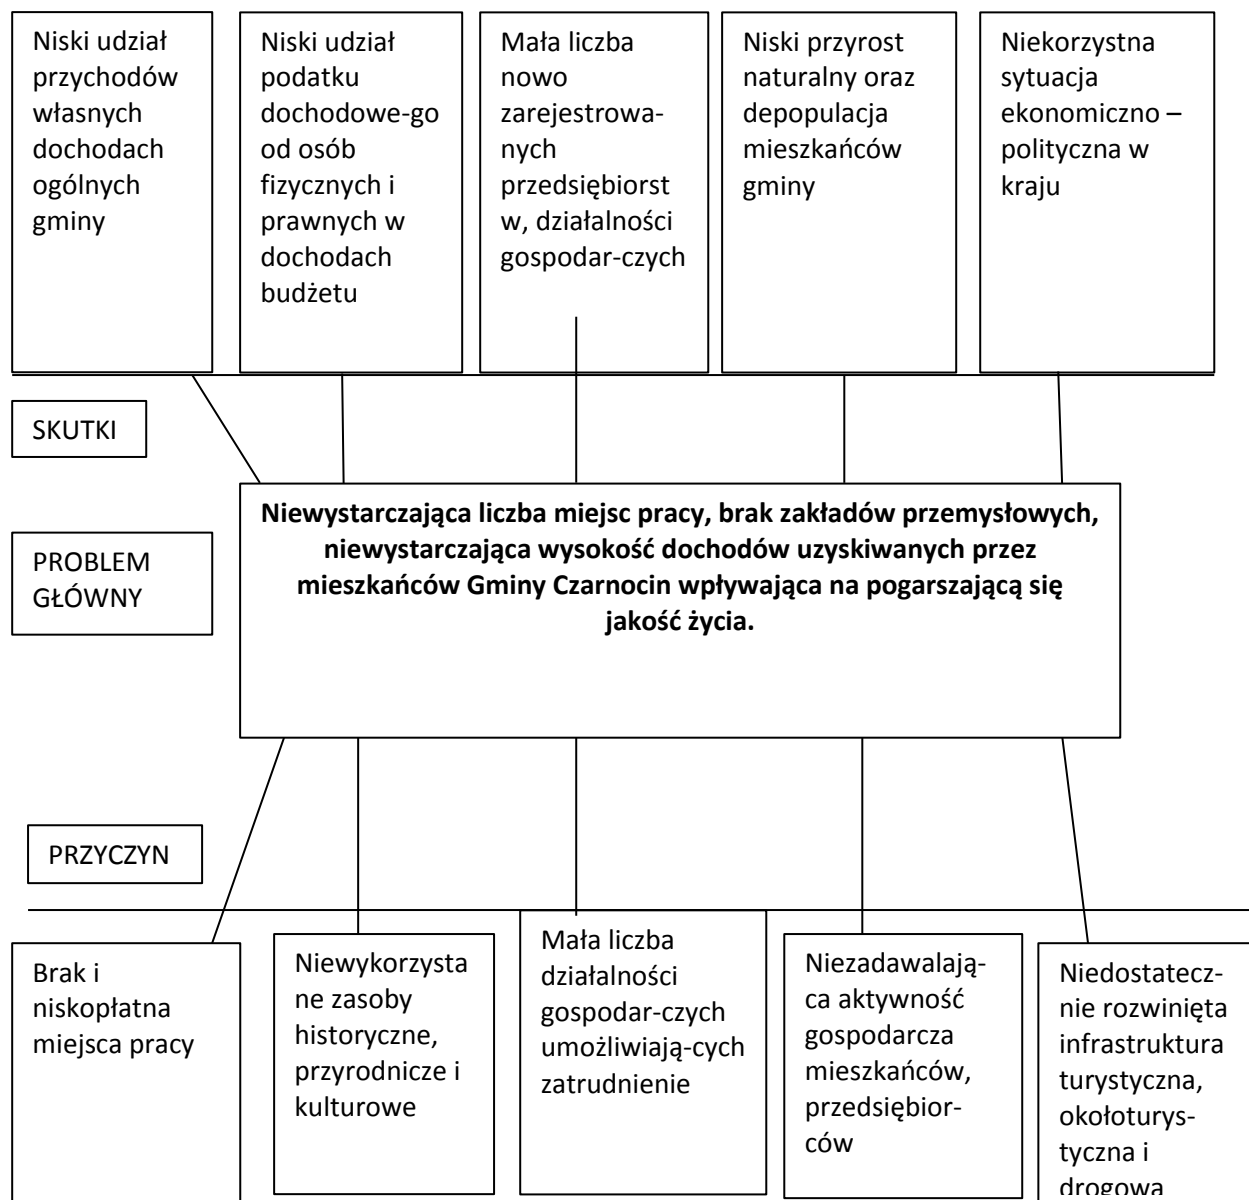 Niski udział
przychodów
własnych
dochodach
ogólnych
gminy
Niski udział
podatku
dochodowe-go
od osób
fizycznych i
prawnych w
dochodach
budżetu
Mała liczba
nowo
zarejestrowa-
nych
przedsiębiorst
w, działalności
gospodar-czych
Niski przyrost
naturalny oraz
depopulacja
mieszkańców
gminy
Niekorzystna
sytuacja
ekonomiczno –
polityczna w
kraju
SKUTKI
PROBLEM
GŁÓWNY
Niewystarczająca liczba miejsc pracy, brak zakładów przemysłowych,
niewystarczająca wysokość dochodów uzyskiwanych przez
mieszkańców Gminy Czarnocin wpływająca na pogarszającą się
jakość życia.
PRZYCZYN
Brak i
niskopłatna
miejsca pracy
Niewykorzysta
ne zasoby
historyczne,
przyrodnicze i
kulturowe
Mała liczba
działalności
gospodar-czych
umożliwiają-cych
zatrudnienie
Niezadawalają-
ca aktywność
gospodarcza
mieszkańców,
przedsiębior-
ców
Niedostatecz-
nie rozwinięta
infrastruktura
turystyczna,
okołoturys-
tyczna i
drogowa